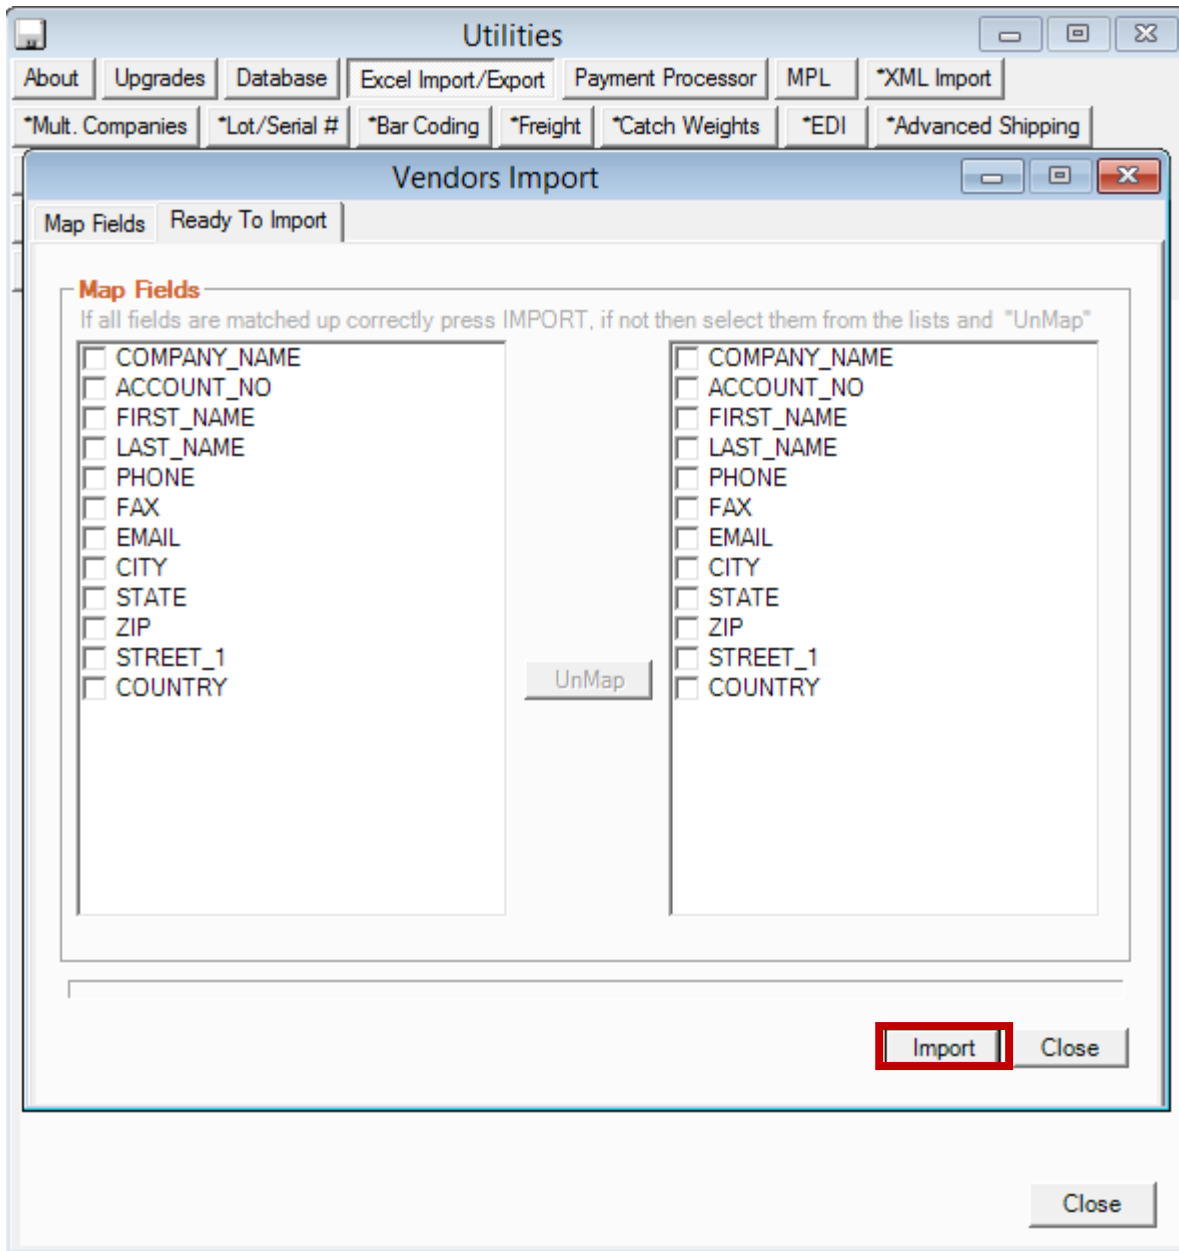 Utilities
About Upgrades Database Excel Import/Export Payment Processor MPL *XML Import
*Mult. Companies *Lot/Serial # *Bar Coding *Freight *Catch Weights *EDI *Advanced Shipping
Vendors Import
Map Fields Ready To Import
Map Fields
If all fields are matched up correctly press IMPORT, if not then select them from the lists and "UnMap"
COMPANY_NAME COMPANY_NAME
ACCOUNT_NO ACCOUNT_NO
FIRST_NAME FIRST_NAME
LAST_NAME LAST_NAME
PHONE PHONE
FAX FAX
EMAIL EMAIL
CITY CITY
STATE STATE
ZIP ZIP
STREET_1 STREET_1
COUNTRY UnMap COUNTRY
Import Close
Close